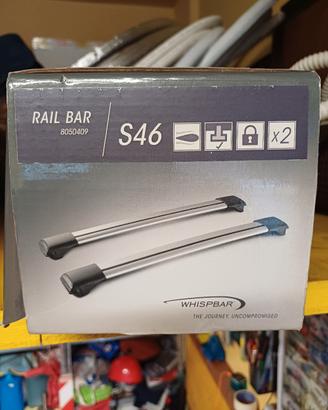 RAIL BAR
8050409
S46
x2
WHISPBAR
THE JOURNEY, UNCOMPROMISED